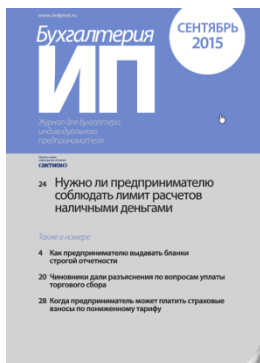 www.indpred.ru
Бухгалтерия
ИП
СЕНТЯБРЬ
2015
Журнал для бухгалтера
индивидуального
предпринимателя
«актион»
24 Нужно ли предпринимателю
соблюдать лимит расчетов
наличными деньгами
Также в номере
4 Как предпринимателю выдавать бланки
строгой отчетности
20 Чиновники дали разъяснения по вопросам уплаты
торгового сбора
28 Когда предприниматель может платить страховые
взносы по пониженному тарифу